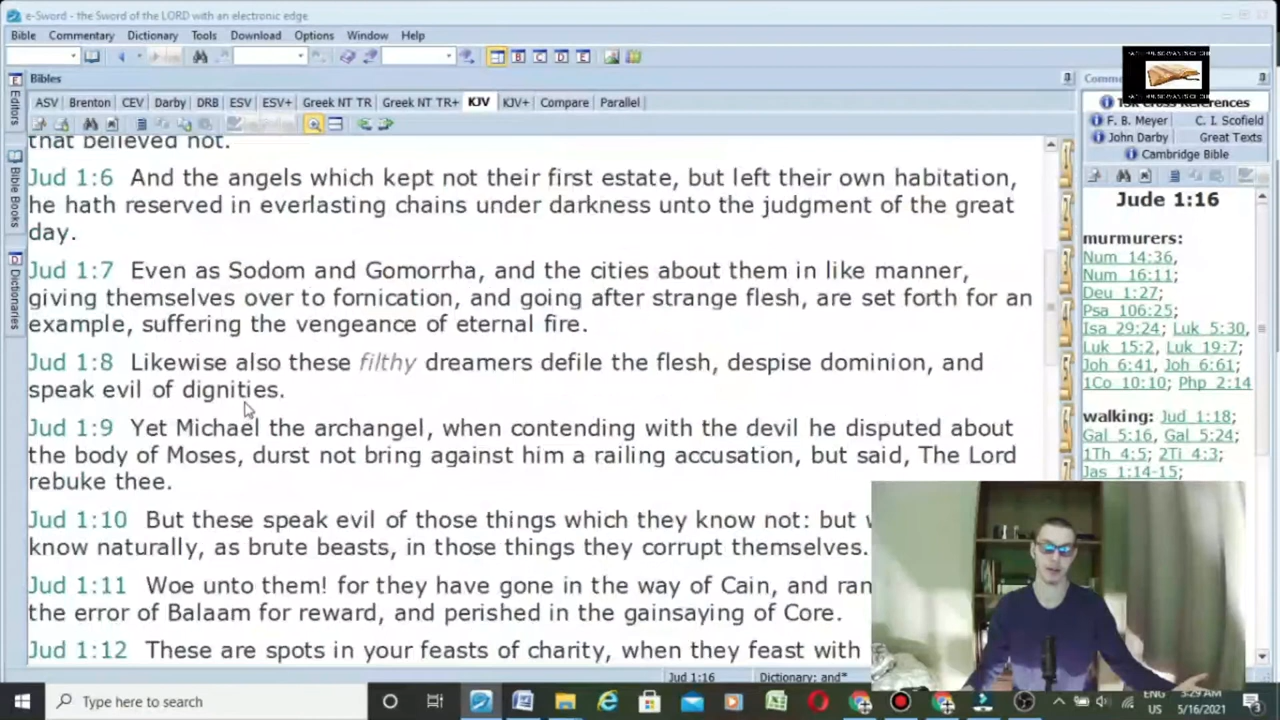 e-Sword - the Sword of the LORD with an electronic edge
Bible Commentary Dictionary Tools Download Options Window Help
Bibles
ASV Brenton CEV Darby DRB ESV ESV+ Greek NT TR Greek NT TR+ KJV KJV+ Compare Parallel
Editors
Bible Books
Dictionaries
that believed not.
Jud 1:6 And the angels which kept not their first estate, but left their own habitation,
he hath reserved in everlasting chains under darkness unto the judgment of the great
day.
Jud 1:7 Even as Sodom and Gomorrha, and the cities about them in like manner,
giving themselves over to fornication, and going after strange flesh, are set forth for an
example, suffering the vengeance of eternal fire.
Jud 1:8 Likewise also these filthy dreamers defile the flesh, despise dominion, and
speak evil of dignities.
Jud 1:9 Yet Michael the archangel, when contending with the devil he disputed about
the body of Moses, durst not bring against him a railing accusation, but said, The Lord
rebuke thee.
Jud 1:10 But these speak evil of those things which they know not: but
know naturally, as brute beasts, in those things they corrupt themselves.
Jud 1:11 Woe unto them! for they have gone in the way of Cain, and ran
the error of Balaam for reward, and perished in the gainsaying of Core.
Jud 1:12 These are spots in your feasts of charity, when they feast with
References
F. B. Meyer C. I. Scofield
John Darby Great Texts
Cambridge Bible
Jude 1:16
murmurers:
Num 14:36,
Num 16:11;
Deu 1:27;
Psa 106:25;
Isa 29:24; Luk 5:30,
Luk 15:2, Luk 19:7;
Joh 6:41, Joh 6:61;
1Co 10:10; Php 2:14
walking: Jud 1:18;
Gal 5:16, Gal 5:24;
1Th 4:5; 2Ti 4:3;
Jas 1:14-15;
Jud 1:16 Dictionary: and*
Type here to search
ENG
US
3:29 AM
5/16/2021
3